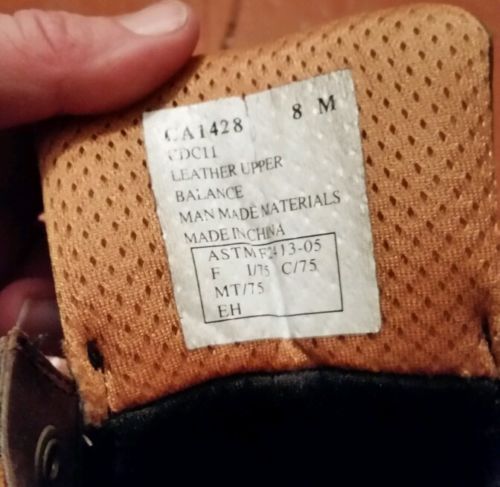 CA1428 8 M
CDC11
LEATHER UPPER
BALANCE
MAN MADE MATERIALS
MADE IN CHINA
ASTM F2413-05
F I/75 C/75
MT/75
EH